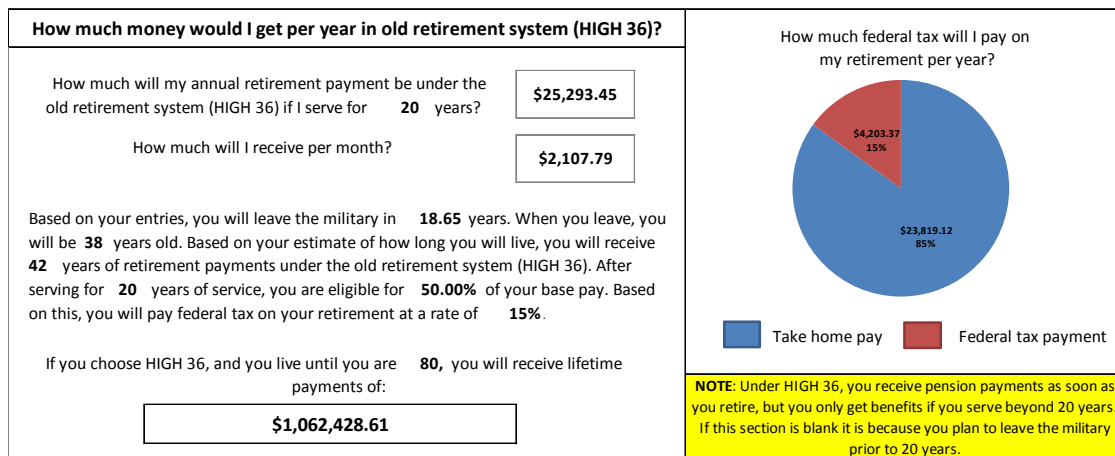 How much money would I get per year in old retirement system (HIGH 36)?
How much will my annual retirement payment be under the
old retirement system (HIGH 36) if I serve for 20 years?
$25,293.45
How much will I receive per month?
$2,107.79
Based on your entries, you will leave the military in 18.65 years. When you leave, you
will be 38 years old. Based on your estimate of how long you will live, you will receive
42 years of retirement payments under the old retirement system (HIGH 36). After
serving for 20 years of service, you are eligible for 50.00% of your base pay. Based
on this, you will pay federal tax on your retirement at a rate of 15%.
If you choose HIGH 36, and you live until you are 80, you will receive lifetime
payments of:
$1,062,428.61
How much federal tax will I pay on
my retirement per year?
$4,203.37
15%
$23,819.12
85%
Take home pay
Federal tax payment
NOTE: Under HIGH 36, you receive pension payments as soon as
you retire, but you only get benefits if you serve beyond 20 years.
If this section is blank it is because you plan to leave the military
prior to 20 years.